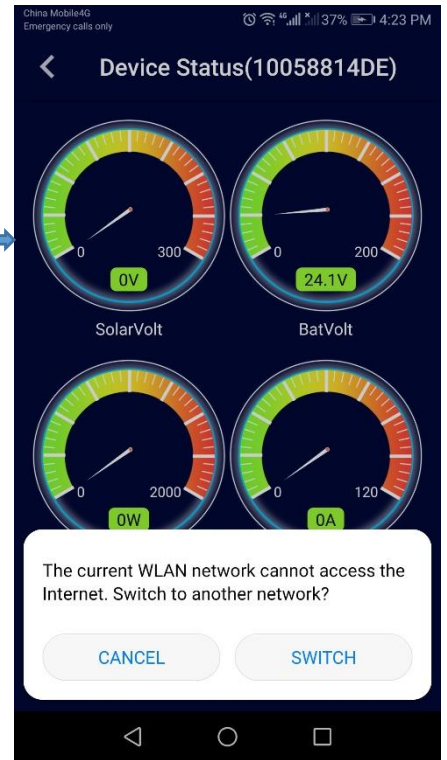 China Mobile4G
Emergency calls only
4G 37% 4:23 PM
Device Status(10058814DE)
0 300 0 200
0V 24.1V
SolarVolt BatVolt
0 2000 0 120
0W 0A
The current WLAN network cannot access the
Internet. Switch to another network?
CANCEL SWITCH